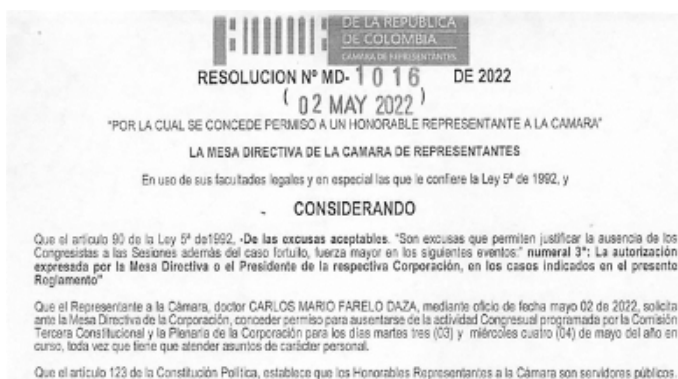 DE LA REPÚBLICA
DE COLOMBIA
CÁMARA DE REPRESENTANTES
RESOLUCION Nº MD- 1016 DE 2022
( 02 MAY 2022 )
"POR LA CUAL SE CONCEDE PERMISO A UN HONORABLE REPRESENTANTE A LA CAMARA"
LA MESA DIRECTIVA DE LA CAMARA DE REPRESENTANTES
En uso de sus facultades legales y en especial las que le confiere la Ley 5ª de 1992, y
CONSIDERANDO
Que el artículo 90 de la Ley 5ª de1992, -De las excusas aceptables. "Son excusas que permiten justificar la ausencia de los
Congresistas a las Sesiones además del caso fortuito, fuerza mayor en los siguientes eventos:" numeral 3º: La autorización
expresada por la Mesa Directiva o el Presidente de la respectiva Corporación, en los casos indicados en el presente
Reglamento"
Que el Representante a la Cámara, doctor CARLOS MARIO FARELO DAZA, mediante oficio de fecha mayo 02 de 2022, solicita
ante la Mesa Directiva de la Corporación, conceder permiso para ausentarse de la actividad Congresual programada por la Comisión
Tercera Constitucional y la Plenaria de la Corporación para los días martes tres (03) y miércoles cuatro (04) de mayo del año en
curso, toda vez que tiene que atender asuntos de carácter personal.
Que el artículo 123 de la Constitución Política, establece que los Honorables Representantes a la Cámara son servidores públicos.